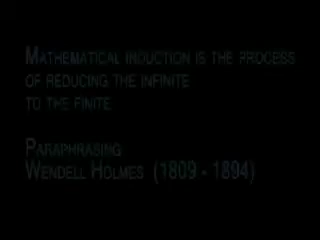 MATHEMATICAL INDUCTION IS THE PROCESS
OF REDUCING THE INFINITE
TO THE FINITE
PARAPHRASING
WENDELL HOLMES (1809 - 1894)